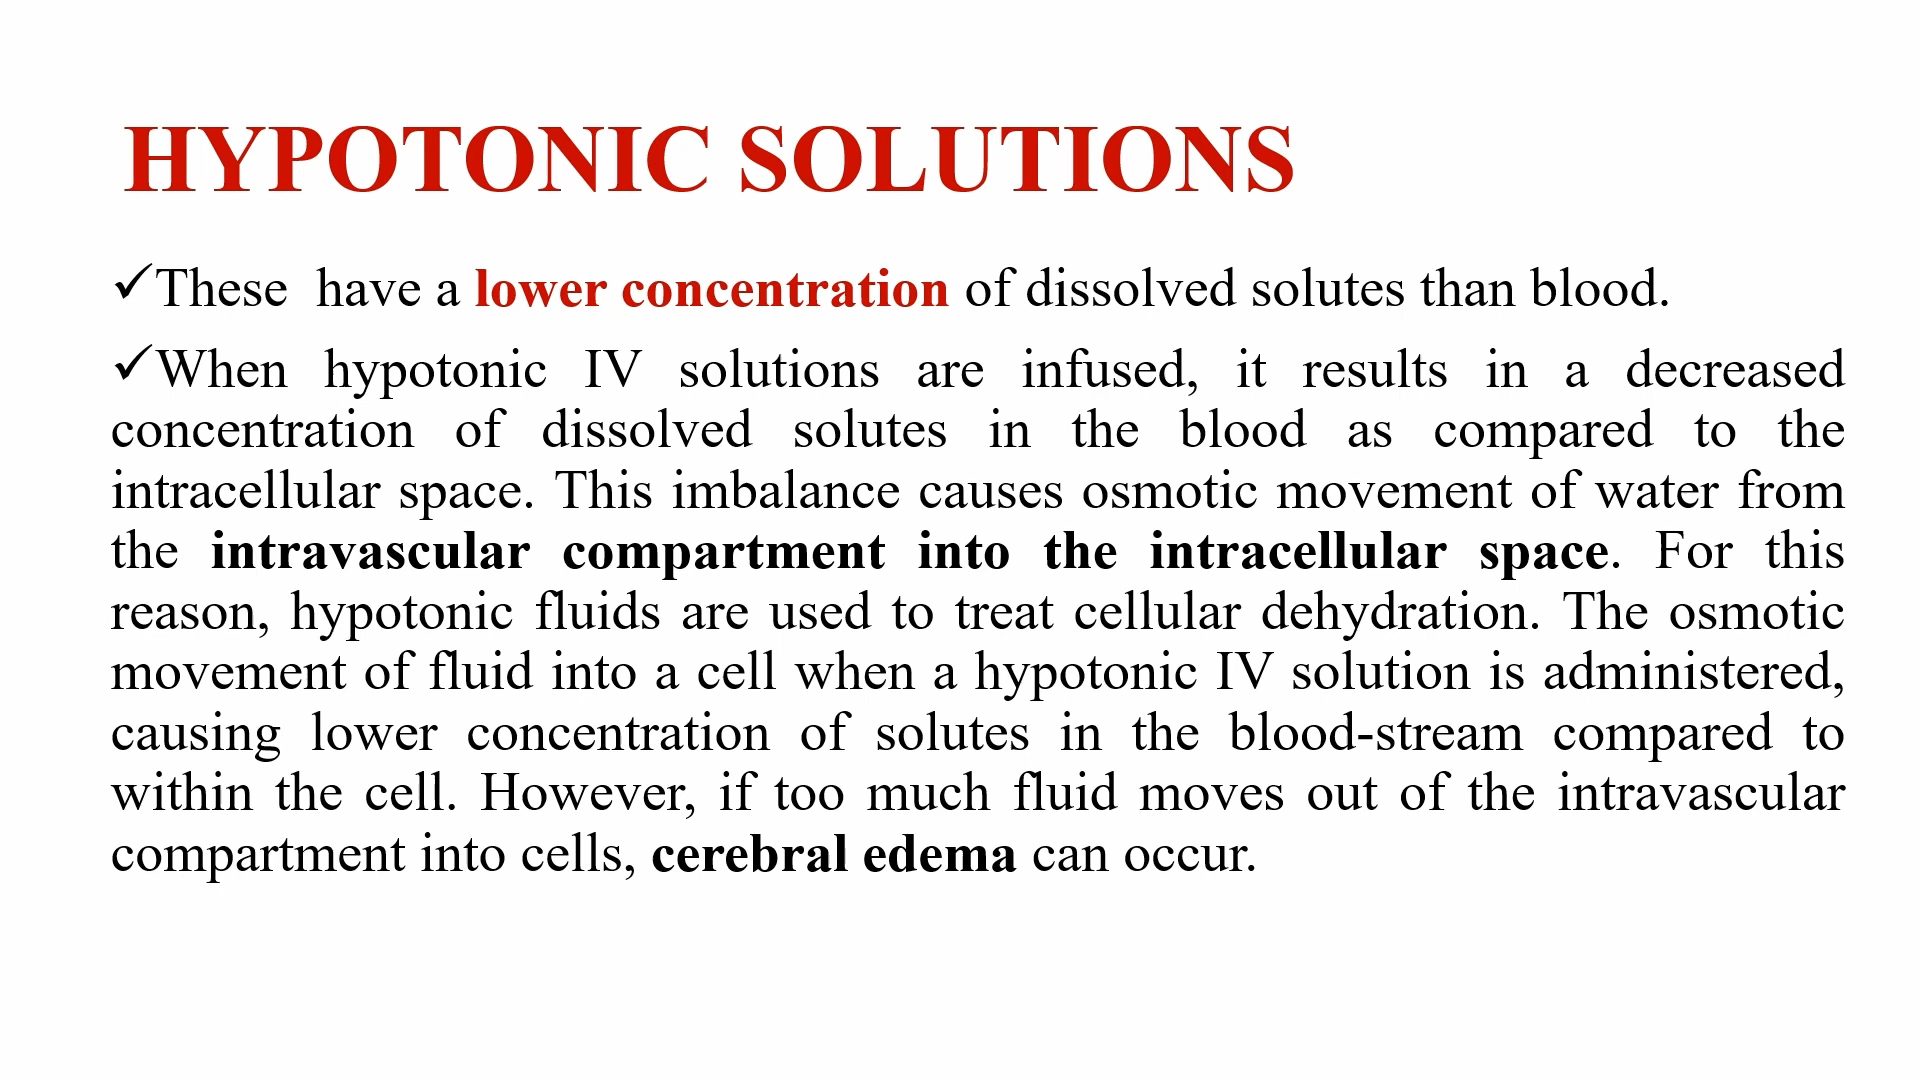 HYPOTONIC SOLUTIONS
✓These  have a lower concentration of dissolved solutes than blood.
✓When hypotonic IV solutions are infused, it results in a decreased
concentration of dissolved solutes in the blood as compared to the
intracellular space. This imbalance causes osmotic movement of water from
the intravascular compartment into the intracellular space. For this
reason, hypotonic fluids are used to treat cellular dehydration. The osmotic
movement of fluid into a cell when a hypotonic IV solution is administered,
causing lower concentration of solutes in the blood-stream compared to
within the cell. However, if too much fluid moves out of the intravascular
compartment into cells, cerebral edema can occur.